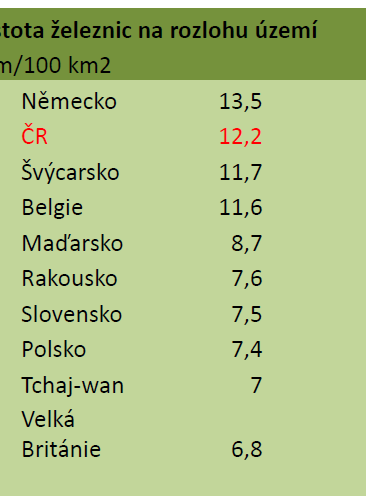 stota železnic na rozlohu území
m/100 km2
Německo 13,5
ČR 12,2
Švýcarsko 11,7
Belgie 11,6
Maďarsko 8,7
Rakousko 7,6
Slovensko 7,5
Polsko 7,4
Tchaj-wan 7
Velká
Británie 6,8